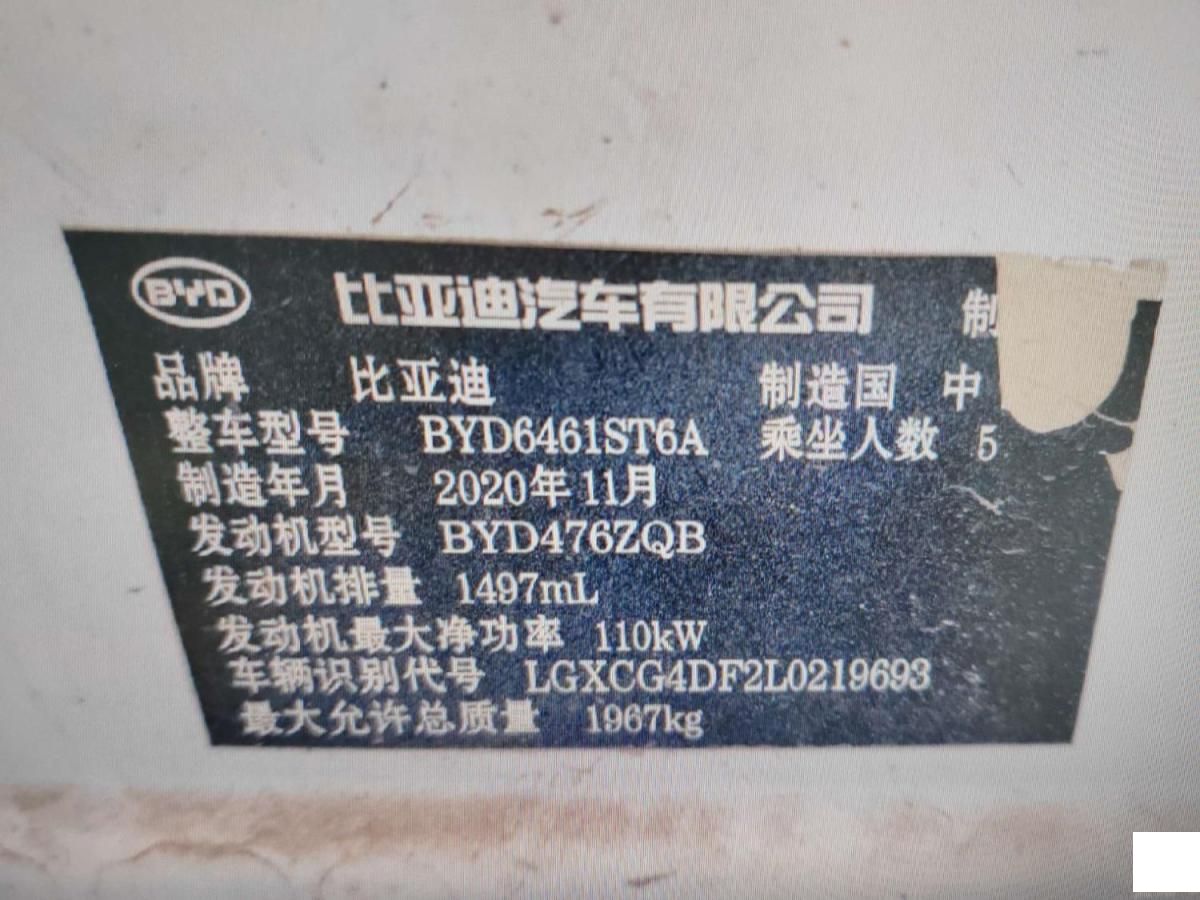 BYD 比亚迪汽车有限公司 制
品牌 比亚迪 制造国 中
整车型号 BYD6461ST6A 乘坐人数 5
制造年月 2020年11月
发动机型号 BYD476ZQB
发动机排量 1497mL
发动机最大净功率 110kW
车辆识别代号 LGXCG4DF2L0219693
最大允许总质量 1967kg